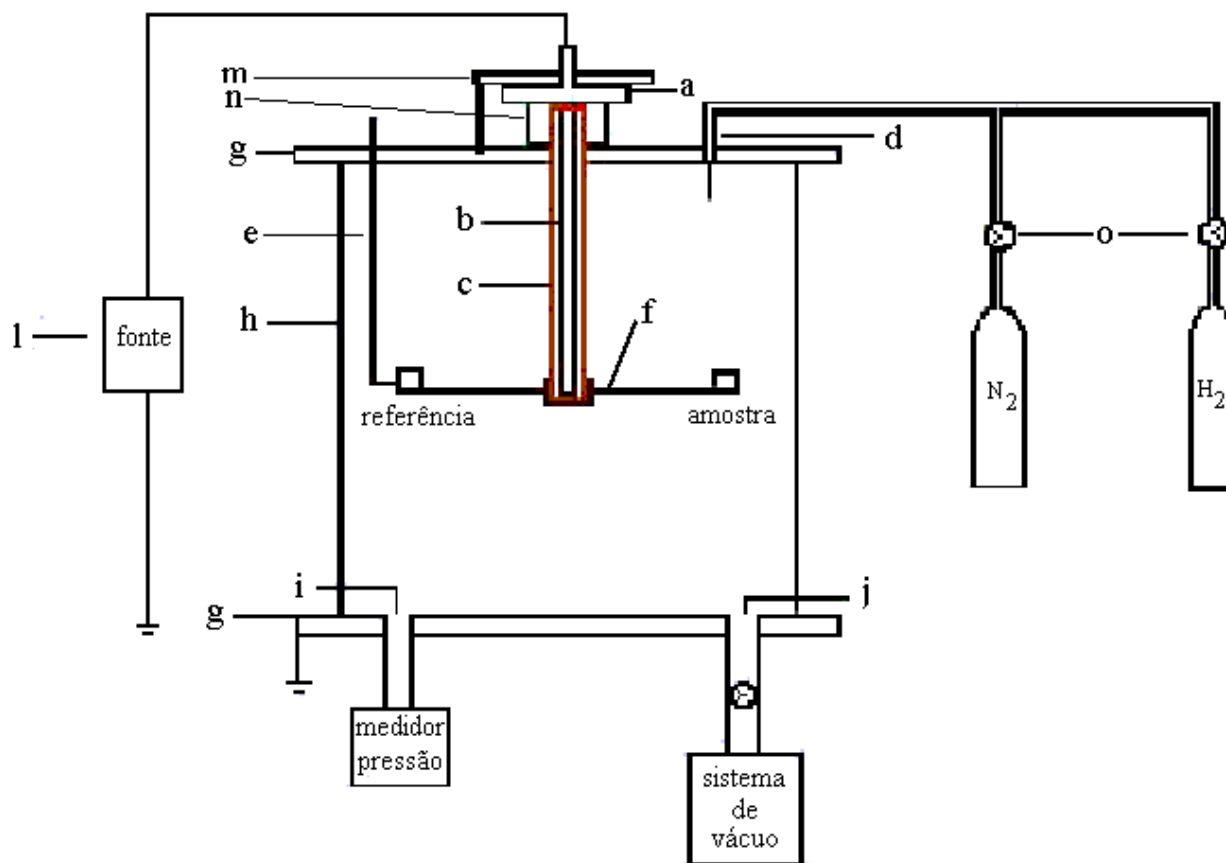 m
a
n
d
g
b
e
o
c
f
h
l
fonte
N2
H2
referência
amostra
i
j
g
medidor
pressão
sistema
de
vácuo